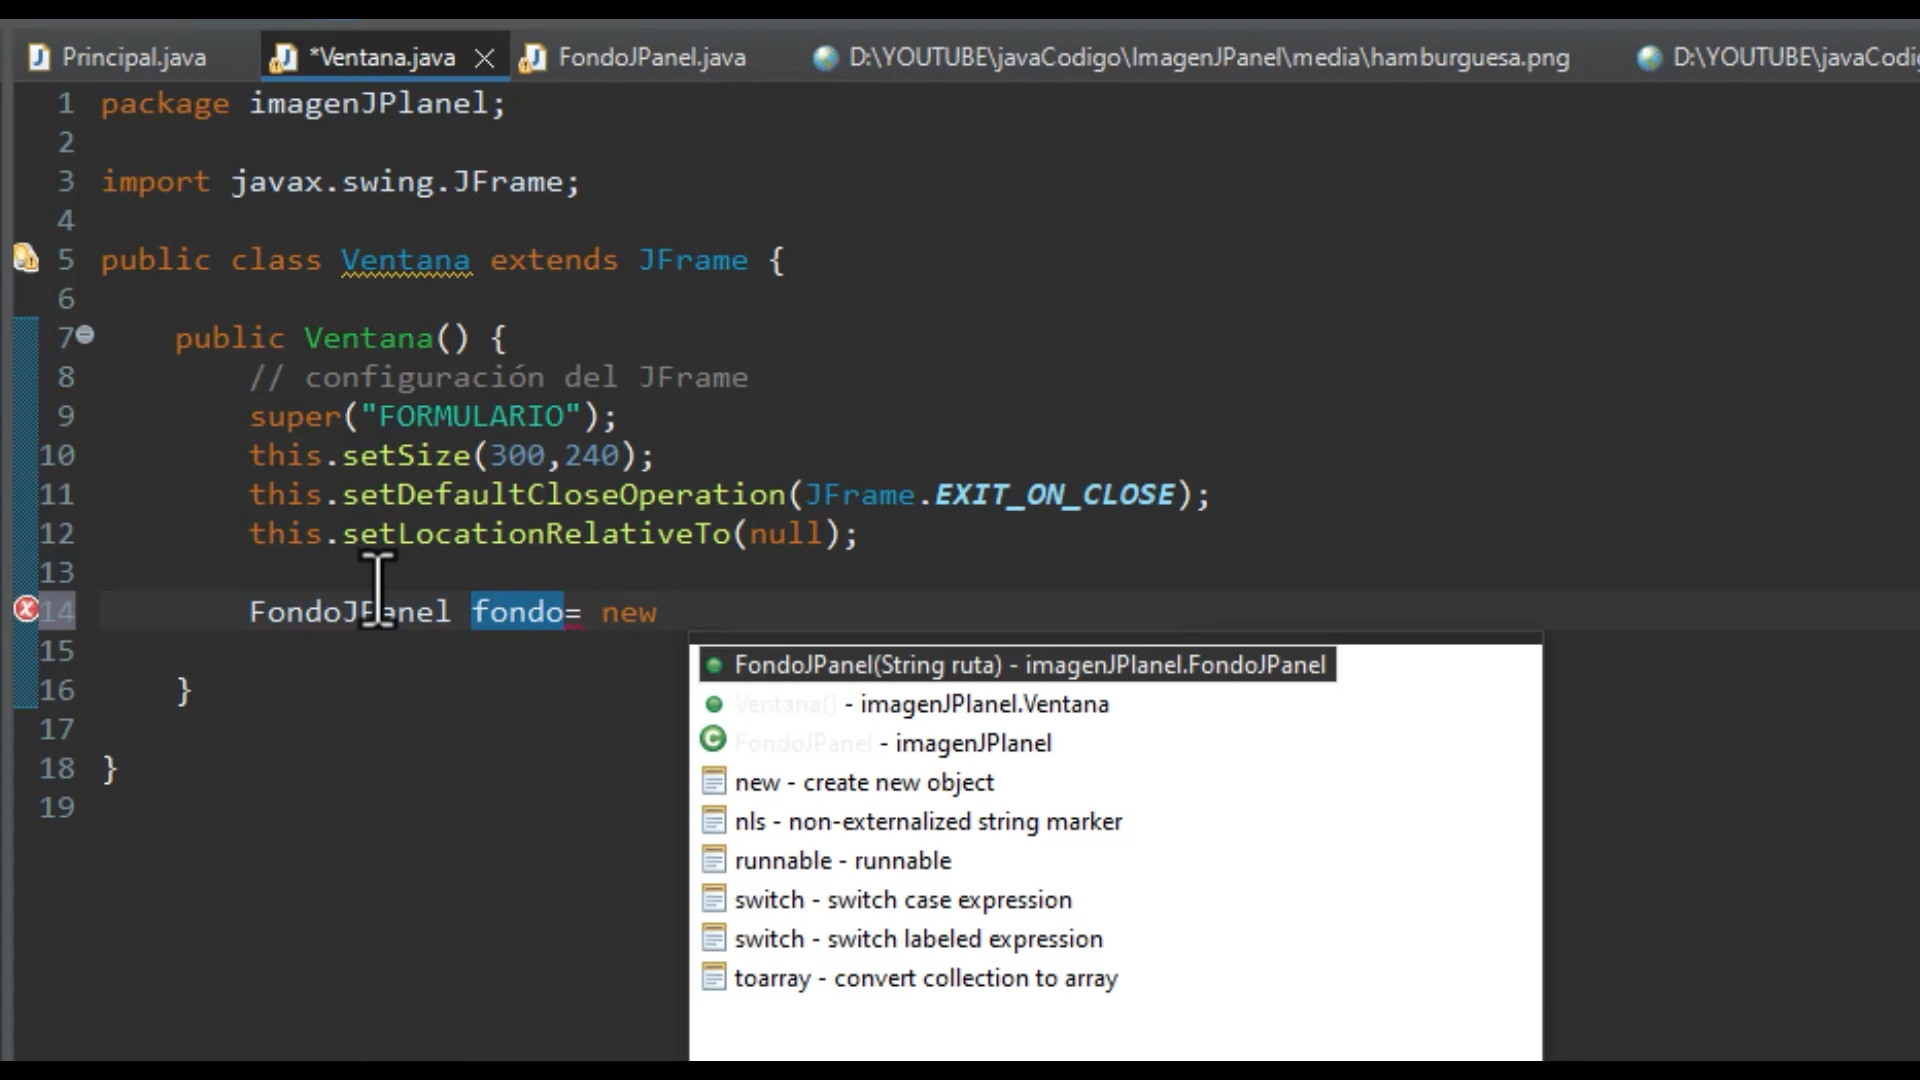 Principal.java *Ventana.java FondoJPanel.java D:\YOUTUBE\javaCodigo\ImagenJPanel\media\hamburguesa.png D:\YOUTUBE\javaCodig
1 package imagenJPlanel;
2
3 import javax.swing.JFrame;
4
5 public class Ventana extends JFrame {
6
7 public Ventana() {
8 // configuración del JFrame
9 super("FORMULARIO");
10 this.setSize(300,240);
11 this.setDefaultCloseOperation(JFrame.EXIT_ON_CLOSE);
12 this.setLocationRelativeTo(null);
13
14 FondoJPanel fondo= new
15
16 }
17
18 }
19
FondoJPanel(String ruta) - imagenJPlanel.FondoJPanel
Ventana() - imagenJPlanel.Ventana
FondoJPanel - imagenJPlanel
new - create new object
nls - non-externalized string marker
runnable - runnable
switch - switch case expression
switch - switch labeled expression
toarray - convert collection to array